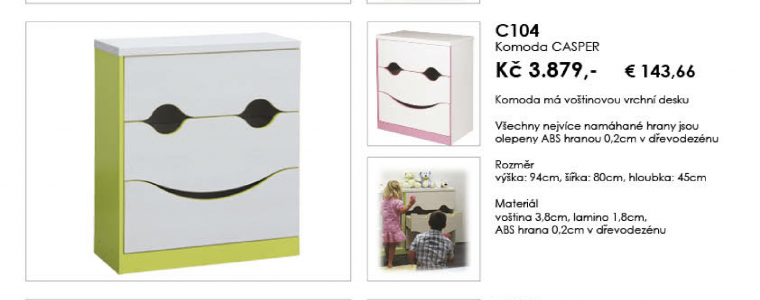 C104
Komoda CASPER
Kč 3.879,- € 143,66
Komoda má voštinovou vrchní desku
Všechny nejvíce namáhané hrany jsou
olepeny ABS hranou 0,2cm v dřevodezénu
Rozměr
výška: 94cm, šířka: 80cm, hloubka: 45cm
Materiál
voština 3,8cm, lamino 1,8cm,
ABS hrana 0,2cm v dřevodezénu